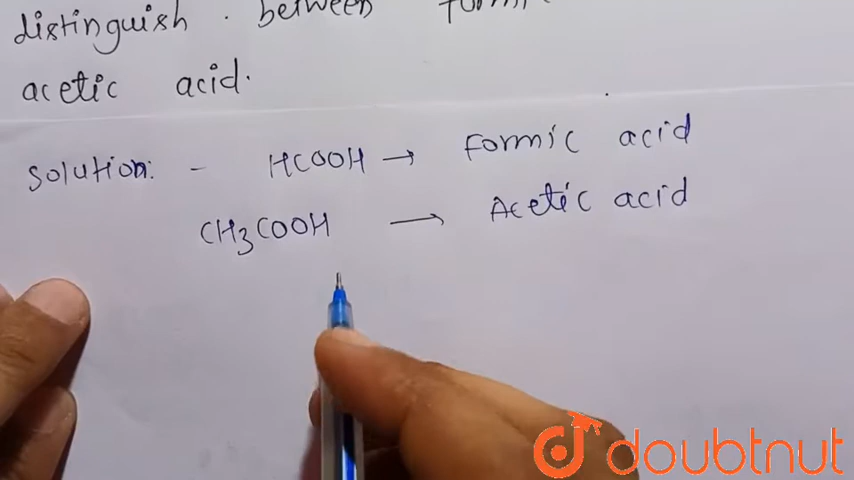 distinguish between
acetic acid.
Solution: - HCOOH → Formic acid
CH3COOH → Acetic acid
doubtnut